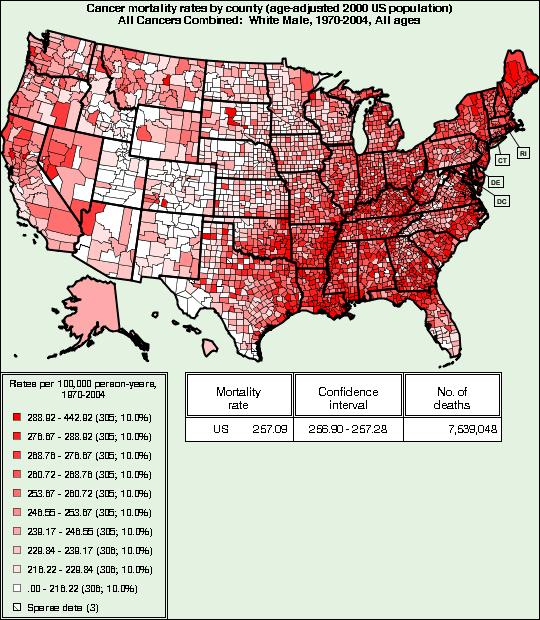 Cancer mortality rates by county (age-adjusted 2000 US population)
All Cancers Combined: White Male, 1970-2004, All ages
RI
CT
DE
DC
Rates per 100,000 person-years,
1970-2004
288.92 - 442.92 (305; 10.0%)
276.67 - 288.92 (305; 10.0%)
268.76 - 276.67 (305; 10.0%)
260.72 - 268.76 (305; 10.0%)
253.67 - 260.72 (305; 10.0%)
246.55 - 253.67 (305; 10.0%)
239.17 - 246.55 (305; 10.0%)
229.84 - 239.17 (306; 10.0%)
216.22 - 229.84 (306; 10.0%)
.00 - 216.22 (306; 10.0%)
Sparse data (3)
Mortality rate
Confidence interval
No. of deaths
US 257.09 256.90 - 257.28 7,539,048